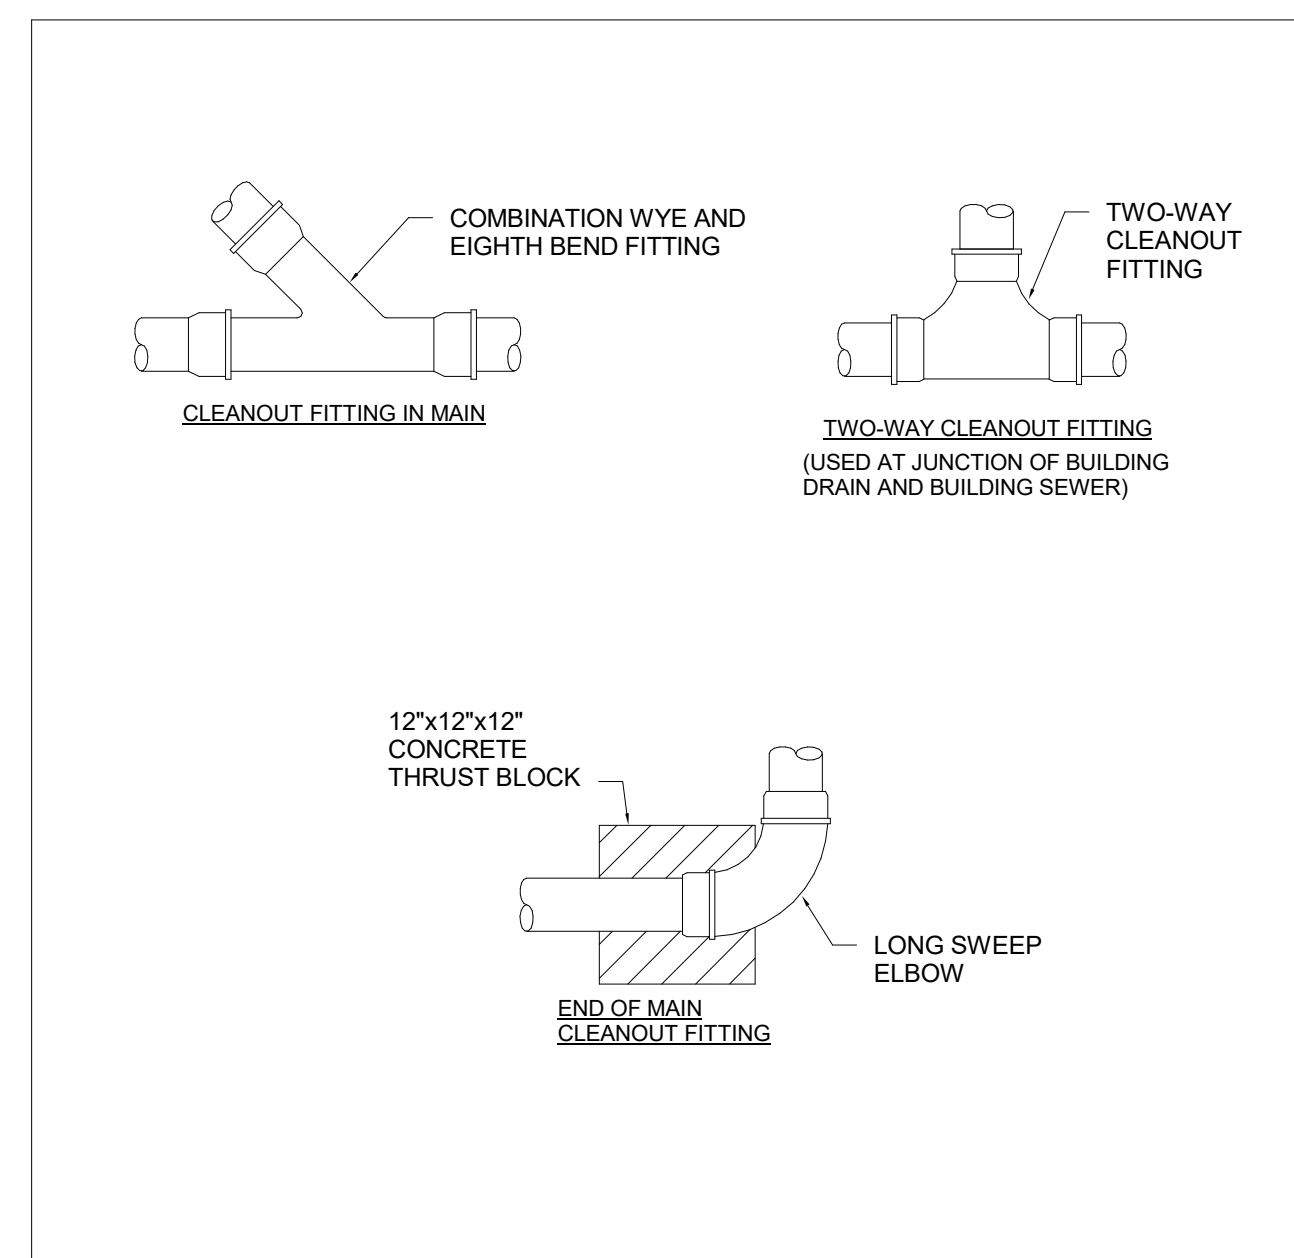 COMBINATION WYE AND
EIGHTH BEND FITTING
CLEANOUT FITTING IN MAIN
TWO-WAY
CLEANOUT
FITTING
TWO-WAY CLEANOUT FITTING
(USED AT JUNCTION OF BUILDING
DRAIN AND BUILDING SEWER)
12"x12"x12"
CONCRETE
THRUST BLOCK
LONG SWEEP
ELBOW
END OF MAIN
CLEANOUT FITTING